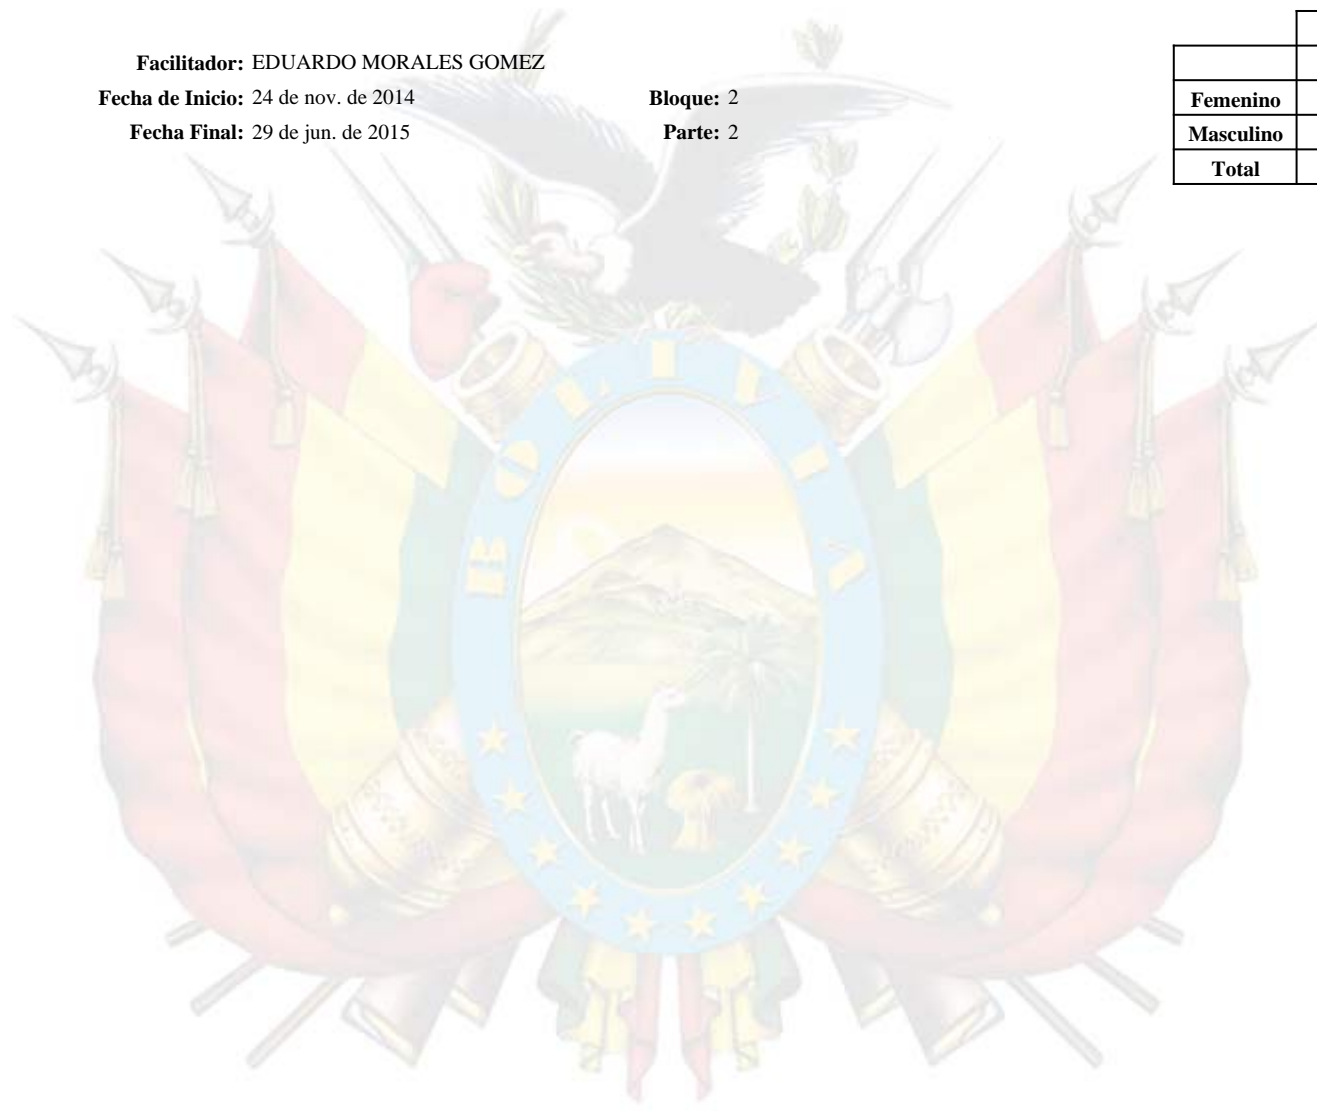 Facilitador: EDUARDO MORALES GOMEZ
Fecha de Inicio: 24 de nov. de 2014
Bloque: 2
Fecha Final: 29 de jun. de 2015
Parte: 2
Femenino
Masculino
Total
BOLIVIA